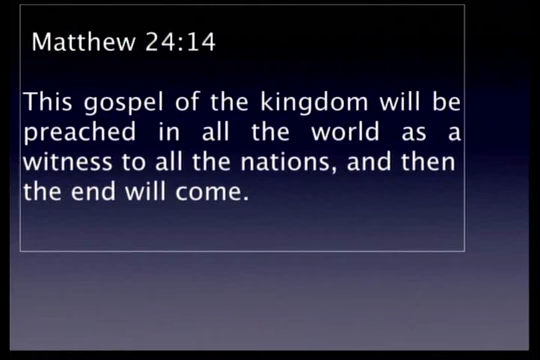 Matthew 24:14
This gospel of the kingdom will be
preached in all the world as a
witness to all the nations, and then
the end will come.